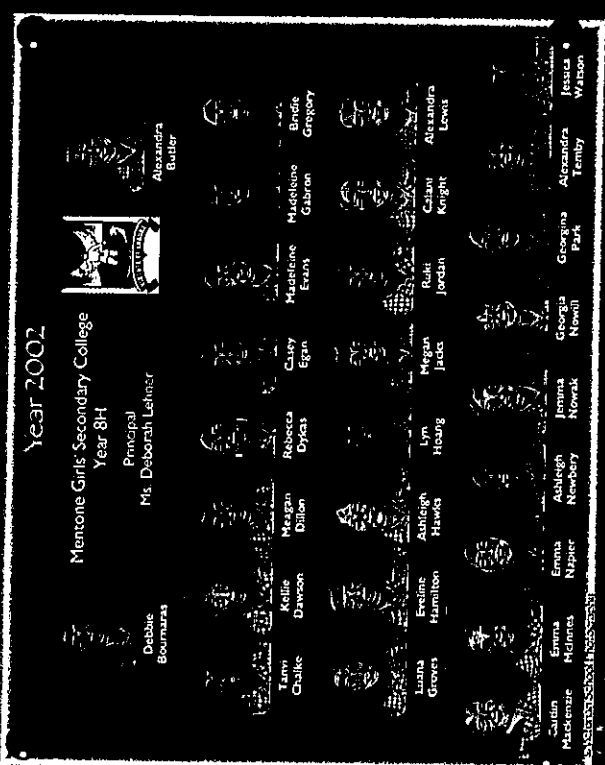 Year 2002
Mentone Girls' Secondary College
Year 8H
Principal
Ms. Deborah Lehner
Debbie
Boumaras
Alexandra
Butler
Tanvi
Chalke
Kellie
Dawson
Meagan
Dillon
Rebecca
Dykas
Casey
Egan
Madeleine
Evans
Madeleine
Gabron
Bridie
Gregory
Luana
Groves
Eveline
Hamilton
Ashleigh
Hawks
Lyn
Hoang
Megan
Jacks
Ruki
Jordan
Knight
Alexandra
Lewis
Caitlin
Mackenzie
Emma
McInnes
Emma
Napier
Ashleigh
Newbery
Jemma
Nowak
Georgia
Nowill
Georgina
Park
Alexandra
Temby
Jessica
Watson